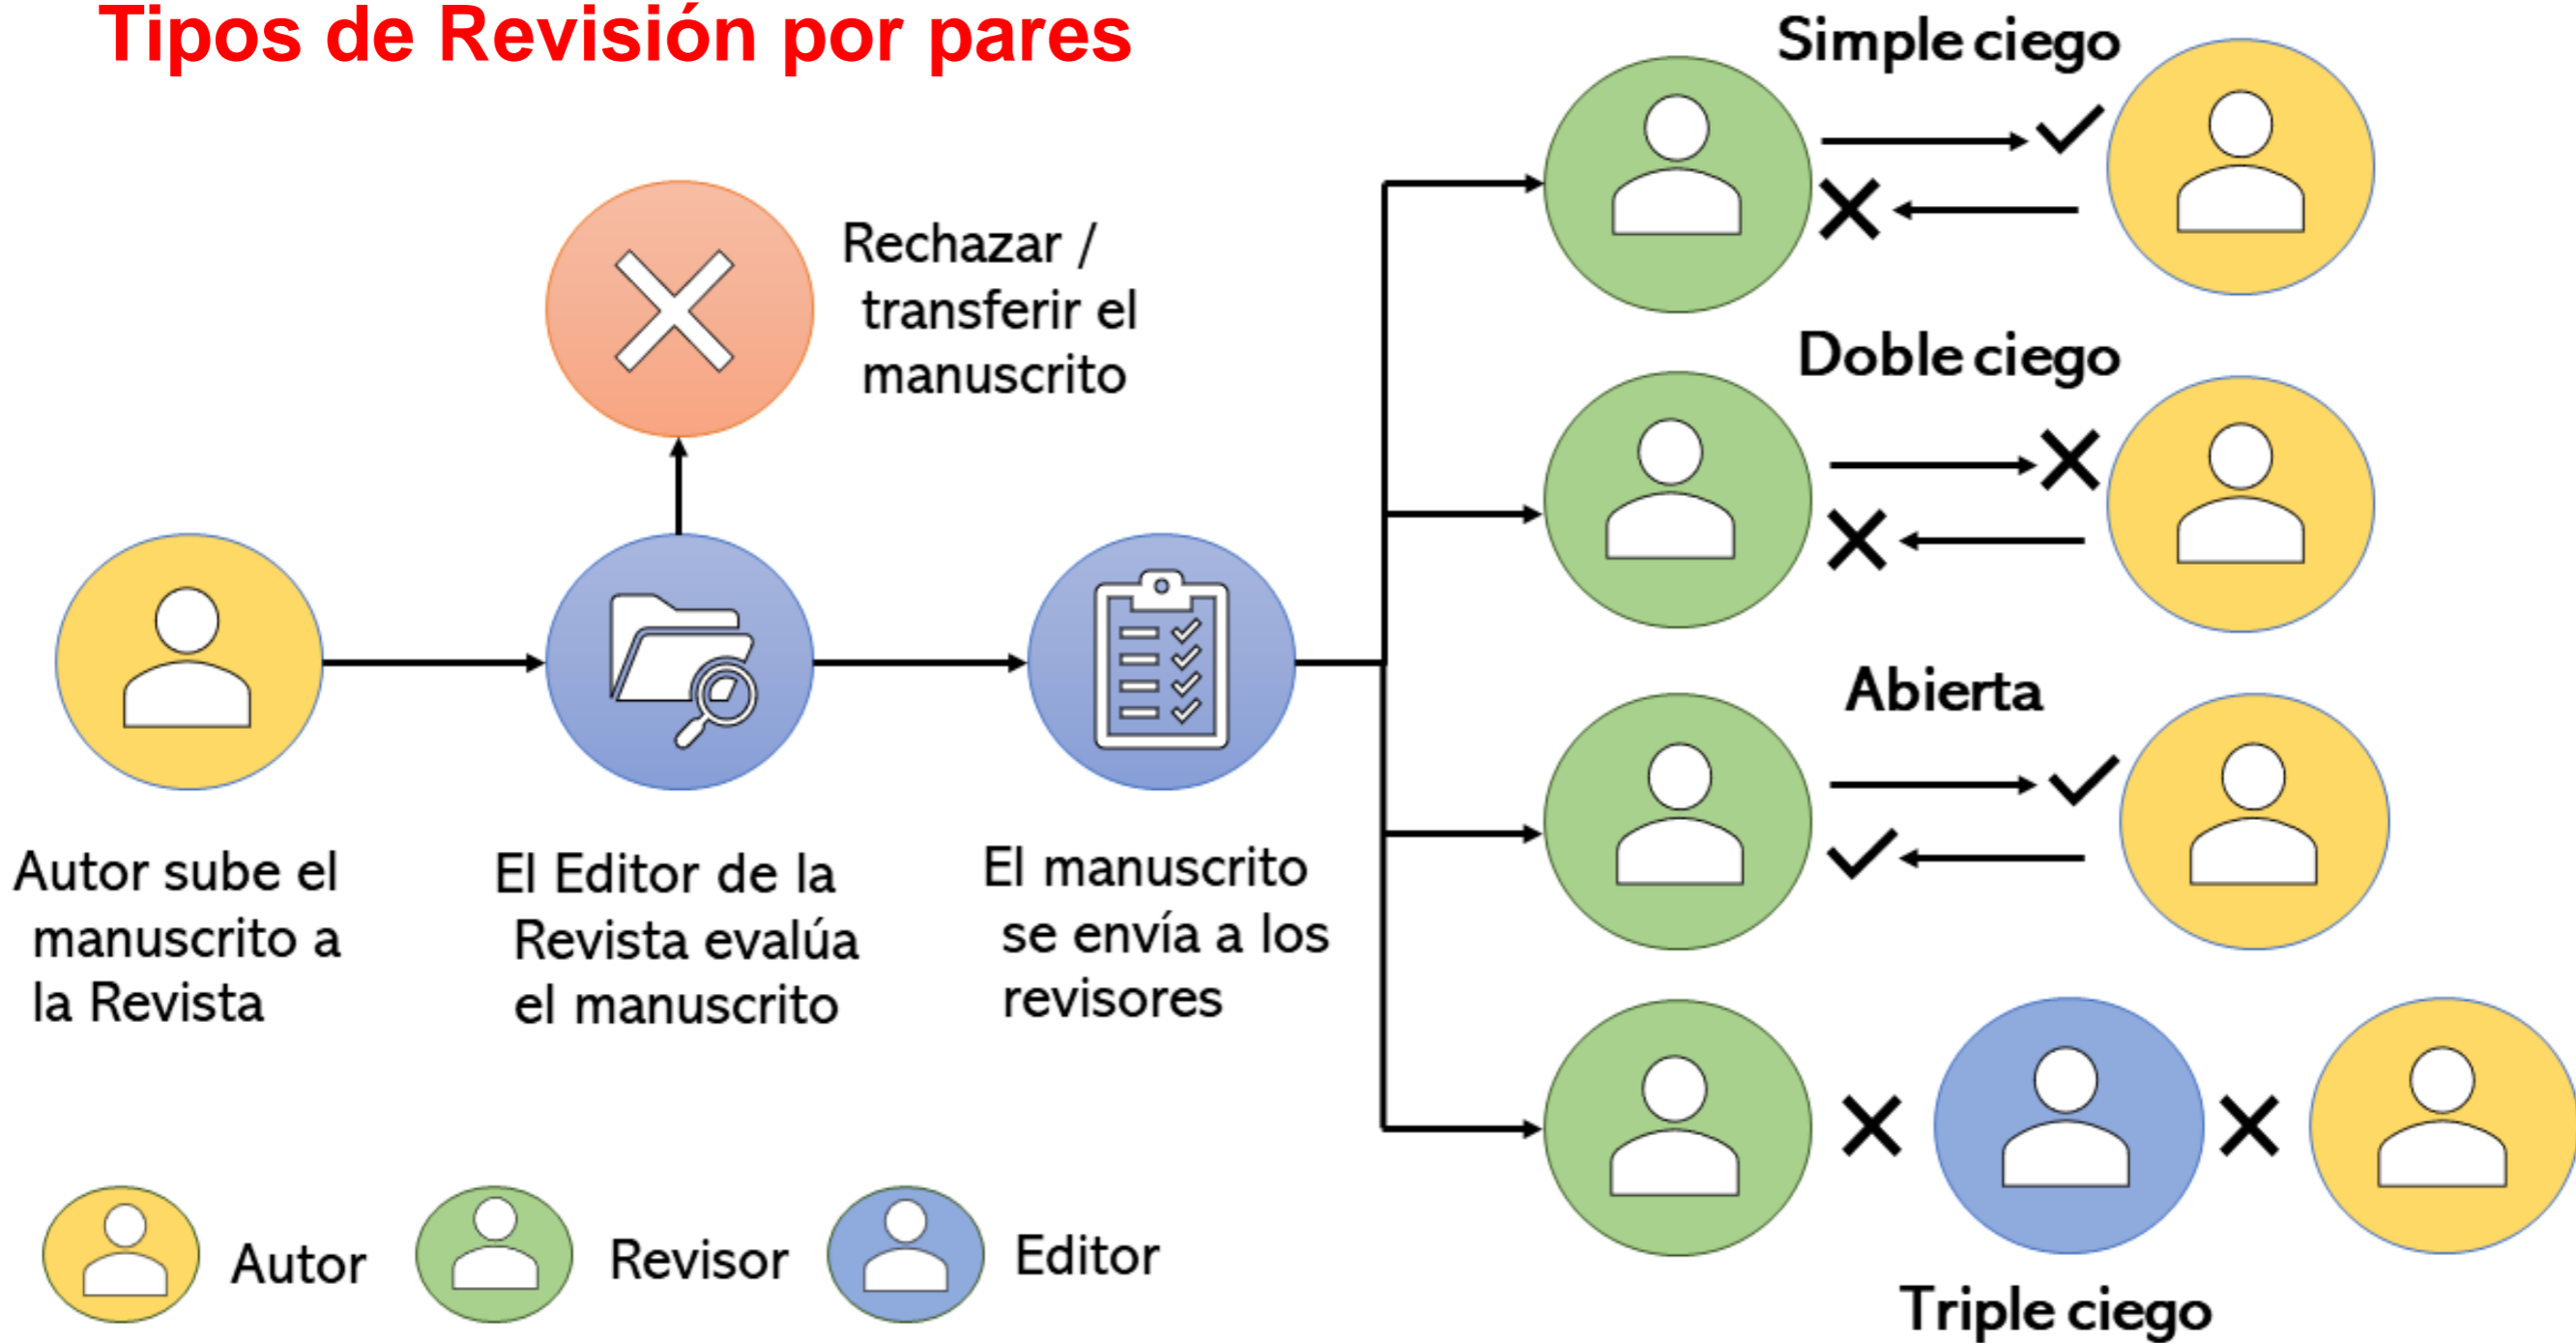 Tipos de Revisión por pares
Rechazar /
transferir el
manuscrito
Autor sube el
manuscrito a
la Revista
El Editor de la
Revista evalúa
el manuscrito
El manuscrito
se envía a los
revisores
Simple ciego
Doble ciego
Abierta
Triple ciego
Autor
Revisor
Editor